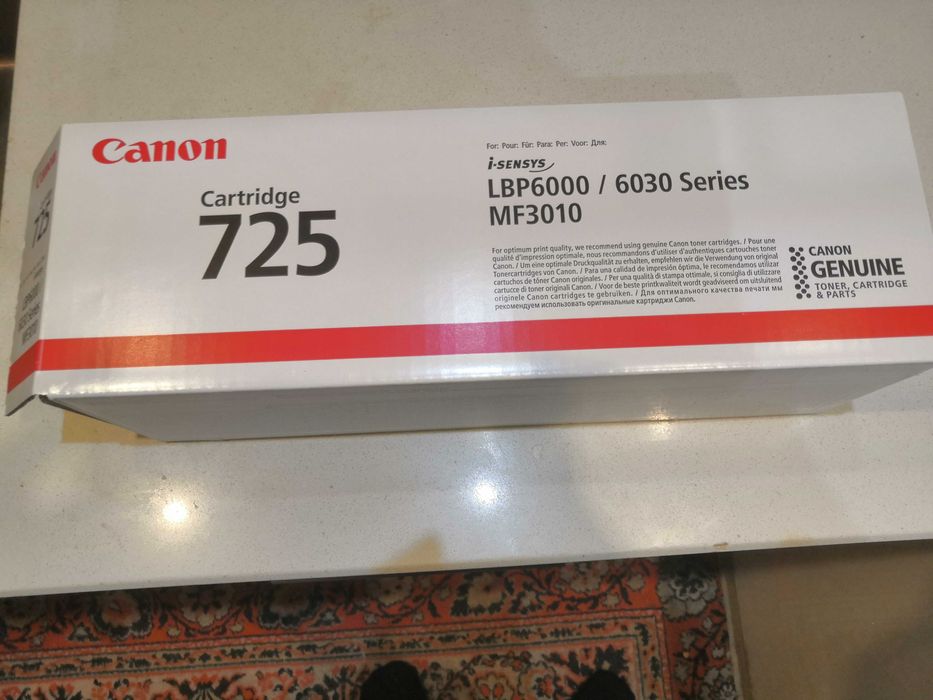 Canon
Cartridge
725
For: Pour: Für: Para: Per: Voor: Для:
i-SENSYS
LBP6000 / 6030 Series
MF3010
For optimum print quality, we recommend using genuine Canon toner cartridges. / Pour une
qualité d'impression optimale, nous recommandons d'utiliser d'authentiques cartouches toner
Canon. / Um eine optimale Druckqualität zu erhalten, empfehlen wir die Verwendung von original
Tonercartridges von Canon. / Para una calidad de impresión óptima, le recomendamos utilizar
cartuchos de tóner Canon originales. / Per una qualità di stampa ottimale, si consiglia di utilizzare
cartucce di toner originali Canon. / Voor de beste printkwaliteit wordt geadviseerd om uitsluitend
originele Canon cartridges te gebruiken. / Для оптимального качества печати мы
рекомендуем использовать оригинальные картриджи Canon.
CANON
GENUINE
TONER, CARTRIDGE
& PARTS
Canon
725
MF3010